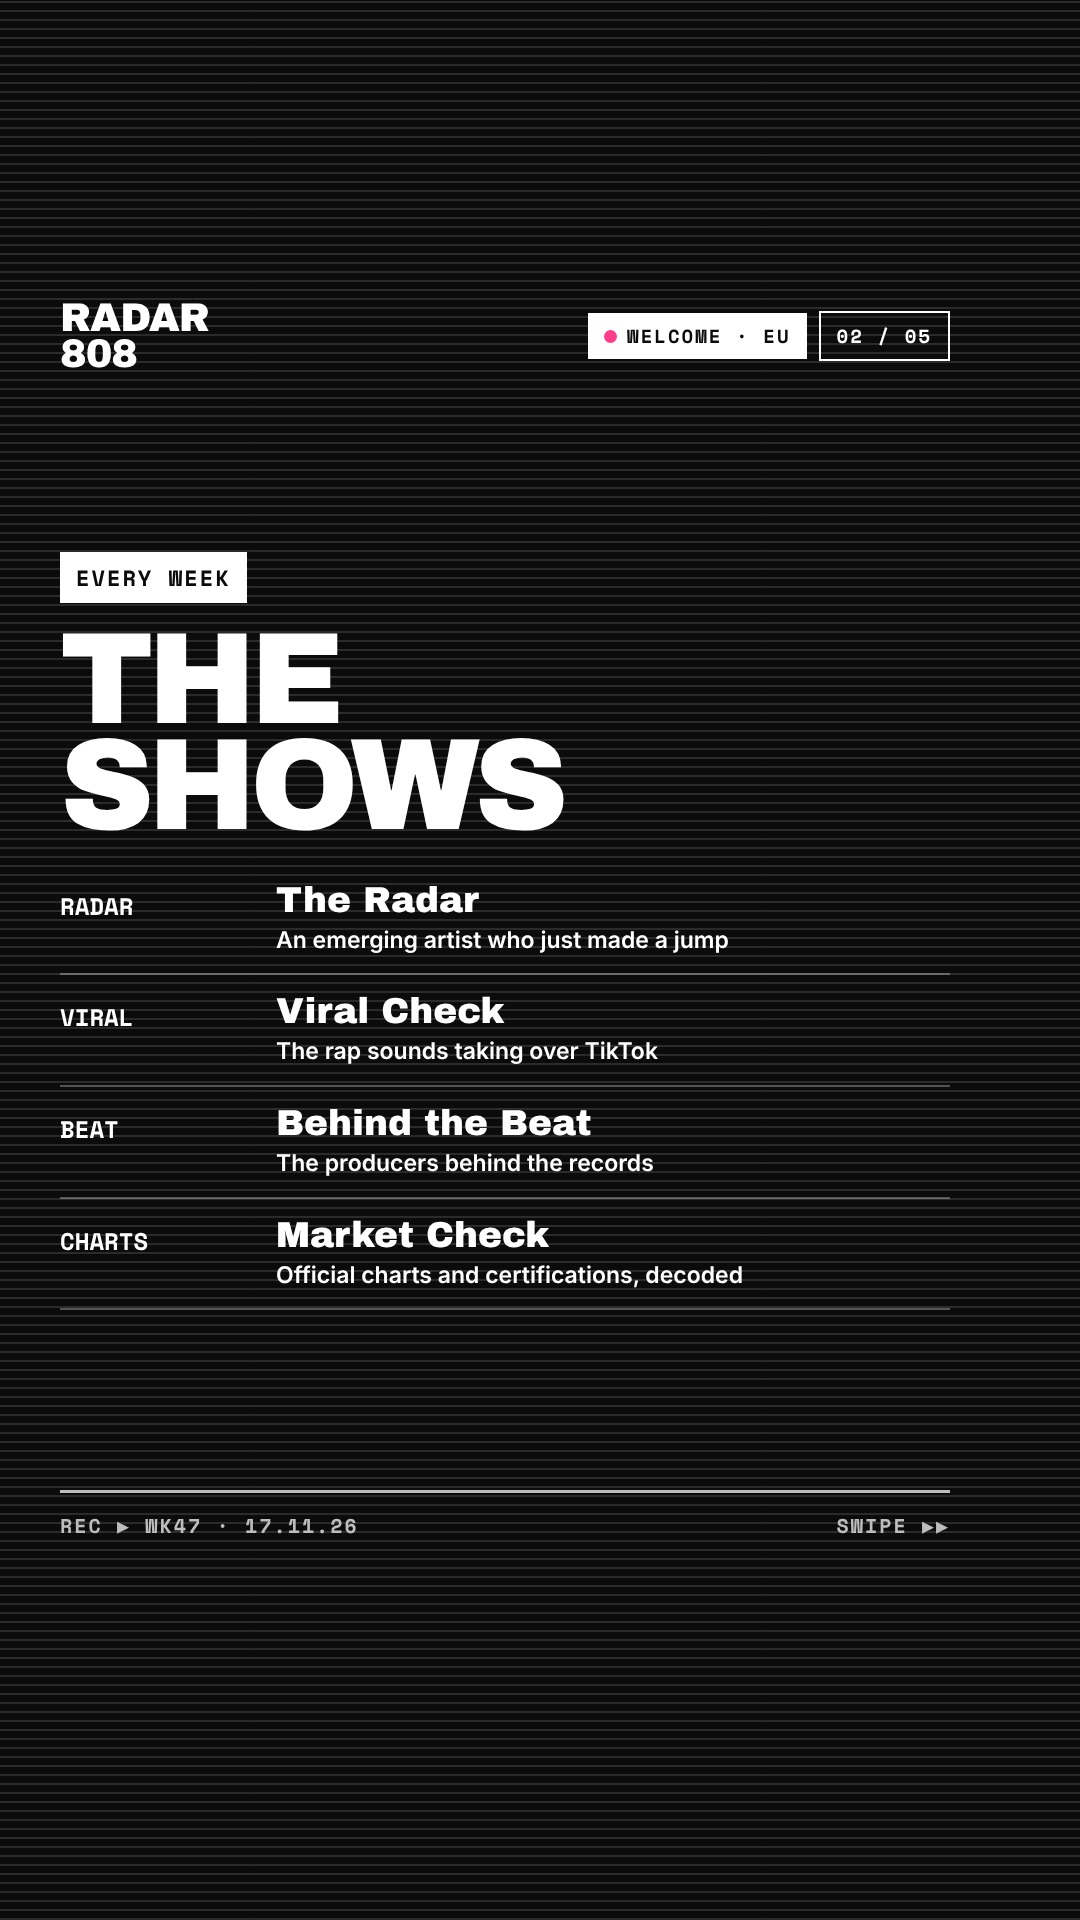 RADAR
808
WELCOME · EU
02 / 05
EVERY WEEK
THE
SHOWS
RADAR
The Radar
An emerging artist who just made a jump
VIRAL
Viral Check
The rap sounds taking over TikTok
BEAT
Behind the Beat
The producers behind the records
CHARTS
Market Check
Official charts and certifications, decoded
REC ▶ WK47 · 17.11.26
SWIPE ▶▶